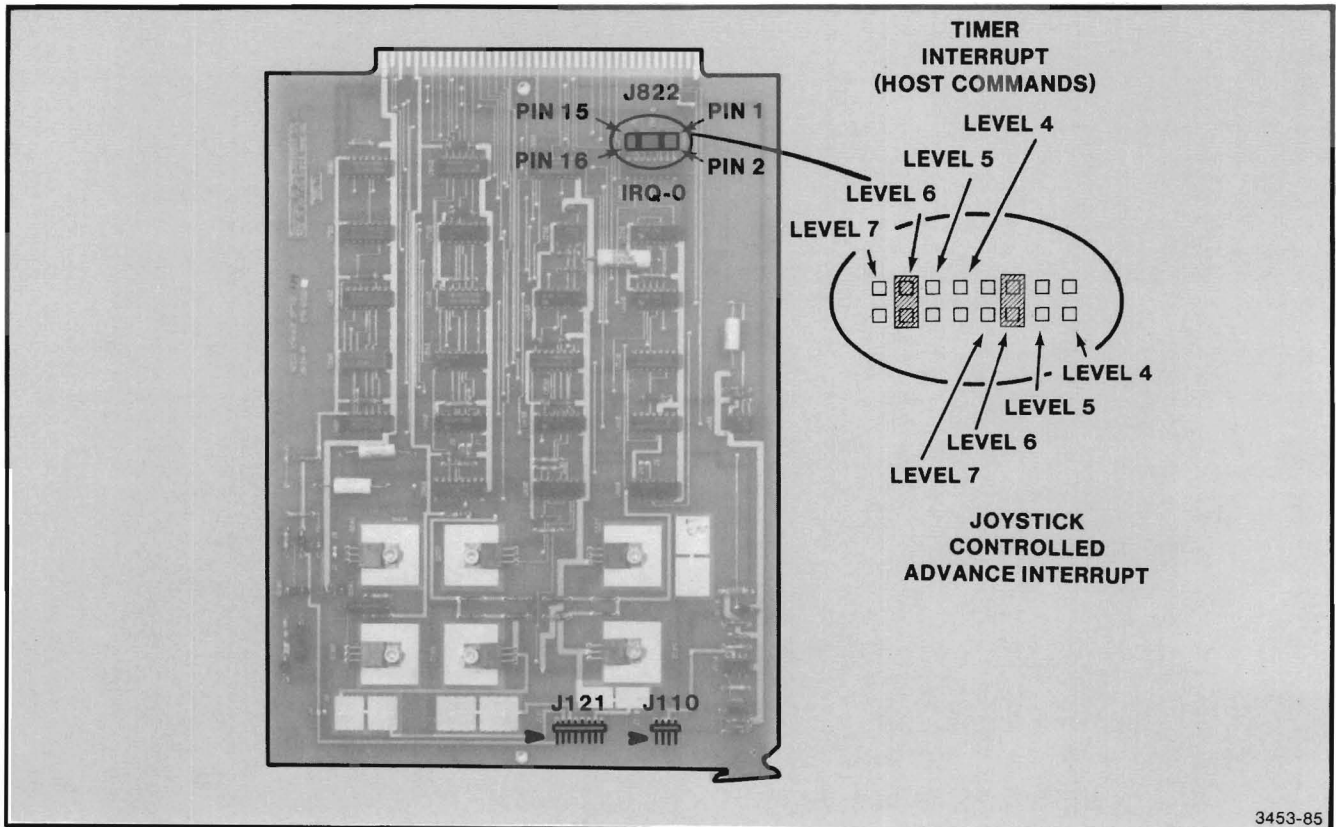 TIMER
INTERRUPT
(HOST COMMANDS)
J822
PIN 15
PIN 1
PIN 16
PIN 2
IRQ-0
LEVEL 4
LEVEL 5
LEVEL 6
LEVEL 7
LEVEL 4
LEVEL 5
LEVEL 6
LEVEL 7
JOYSTICK
CONTROLLED
ADVANCE INTERRUPT
J121
J110
3453-85